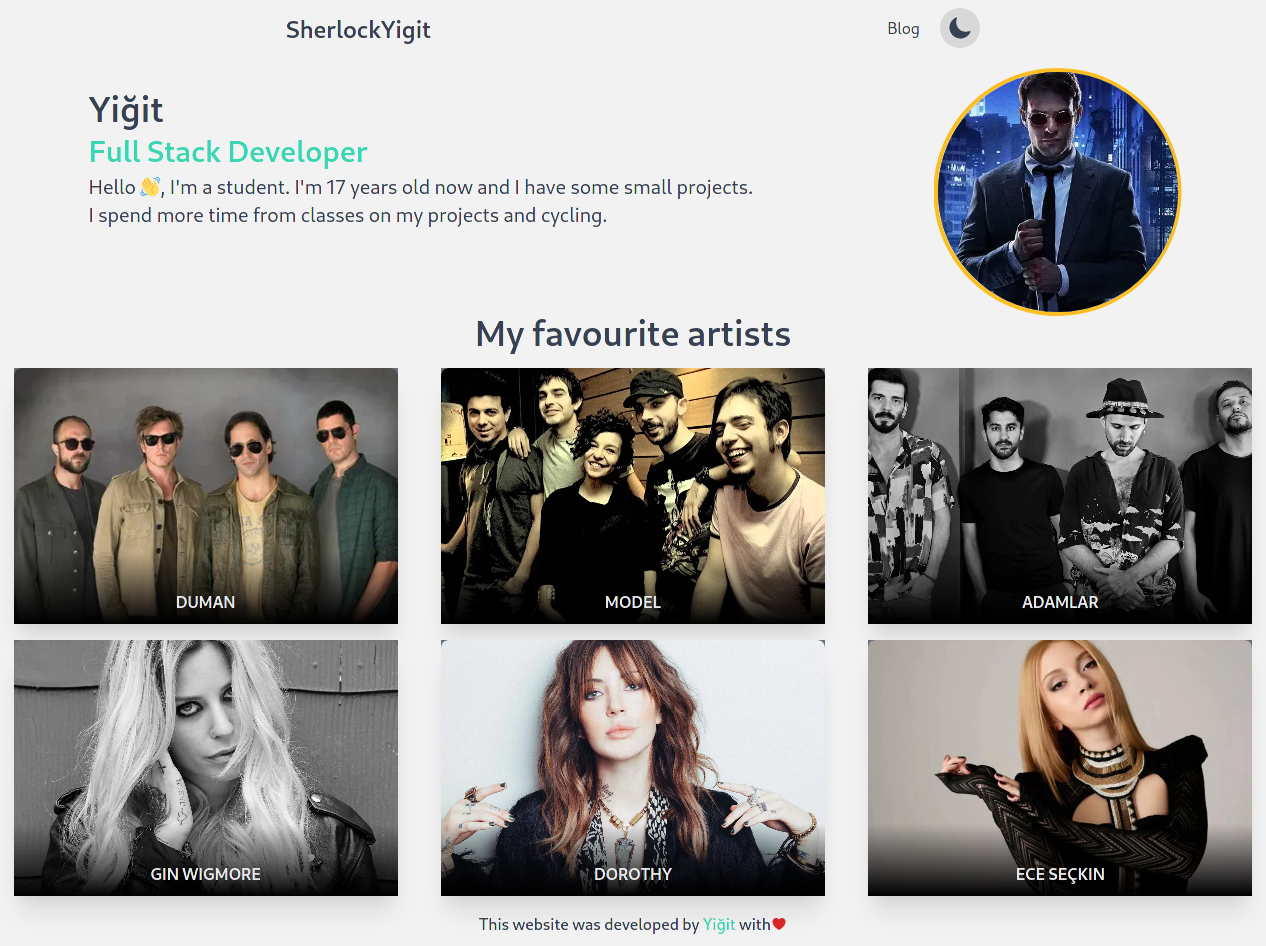 SherlockYigit
Blog
Yiğit
Full Stack Developer
Hello 👋, I'm a student. I'm 17 years old now and I have some small projects.
I spend more time from classes on my projects and cycling.
My favourite artists
DUMAN
MODEL
ADAMLAR
GIN WIGMORE
DOROTHY
ECE SEÇKIN
This website was developed by Yiğit with❤